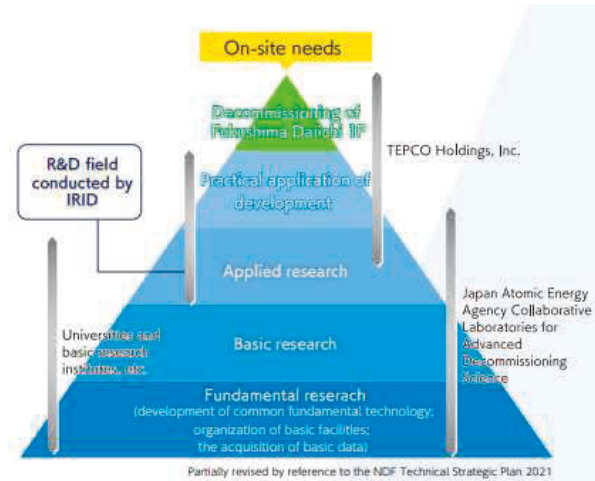 On-site needs
Decommissioning of
Fukushima Daiichi 1F
TEPCO Holdings, Inc.
R&D field
conducted by
IRID
Practical application of
development
Applied research
Japan Atomic Energy
Agency Collaborative
Laboratories for
Advanced
Decommissioning
Science
Universities and
basic research
institutes, etc.
Basic research
Fundamental reserach
(development of common fundamental technology;
organization of basic facilities;
the acquisition of basic data)
Partially revised by reference to the NDF Technical Strategic Plan 2021